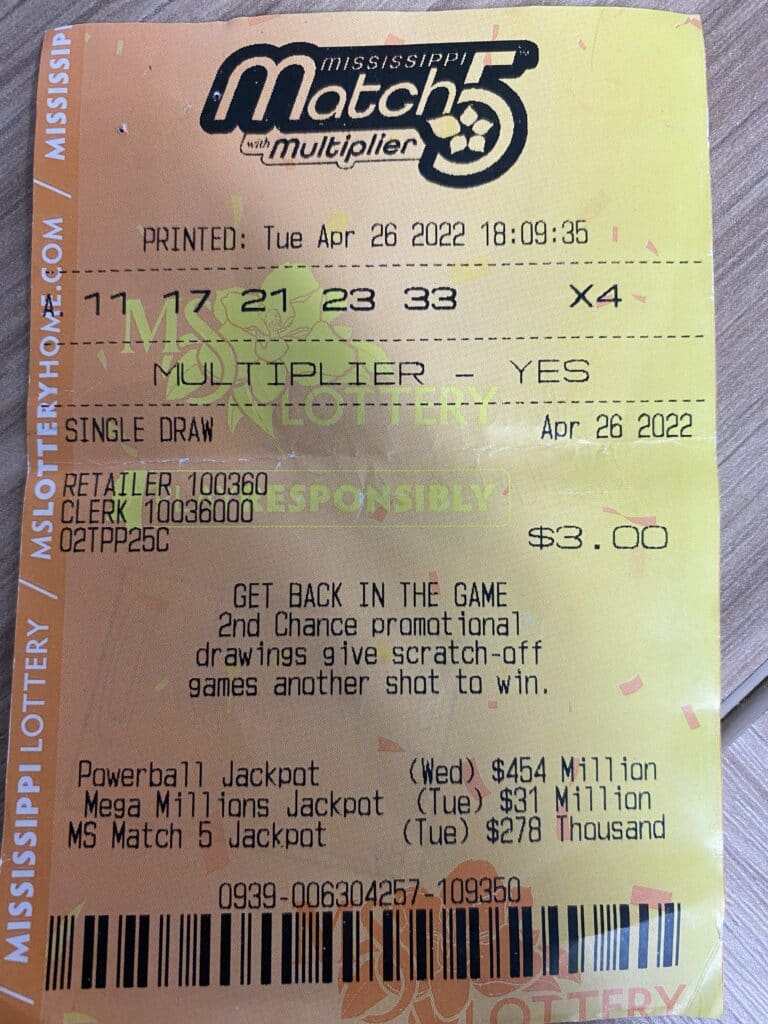 MISSISSIPPI
Match 5
with Multiplier
PRINTED: Tue Apr 26 2022 18:09:35
A. 11 17 21 23 33 X4
MULTIPLIER - YES
SINGLE DRAW Apr 26 2022
RETAILER 100360
CLERK 10036000
02TPP25C
$3.00
GET BACK IN THE GAME
2nd Chance promotional
drawings give scratch-off
games another shot to win.
Powerball Jackpot (Wed) $454 Million
Mega Millions Jackpot (Tue) $31 Million
MS Match 5 Jackpot (Tue) $278 Thousand
0939-006304257-109350
MS LOTTERY
RESPONSIBLY
LOTTERY
/ MISSISSIPPI LOTTERY / MSLOTTERYHOME.COM / MISSISSIPPI